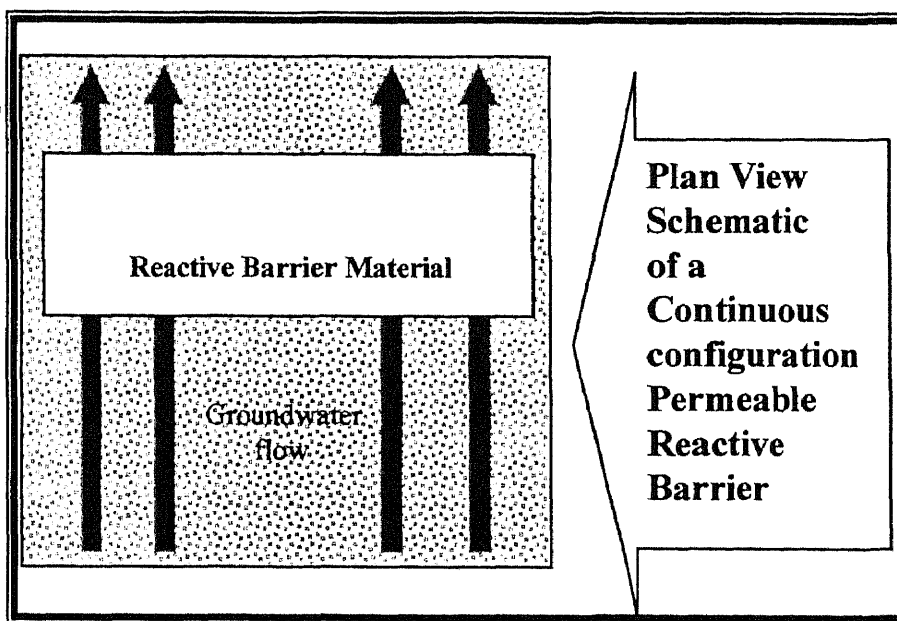 Reactive Barrier Material
Groundwater
flow
Plan View
Schematic
of a
Continuous
configuration
Permeable
Reactive
Barrier